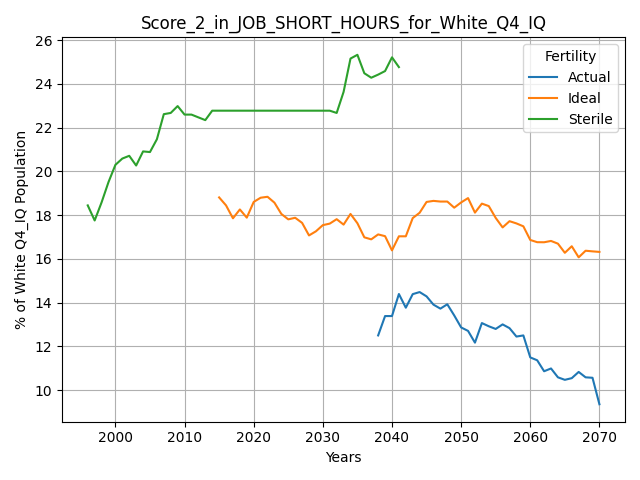 Score_2_in_JOB_SHORT_HOURS_for_White_Q4_IQ
% of White Q4_IQ Population
26
24
22
20
18
16
14
12
10
Fertility
Actual
Ideal
Sterile
2000 2010 2020 2030 2040 2050 2060 2070
Years